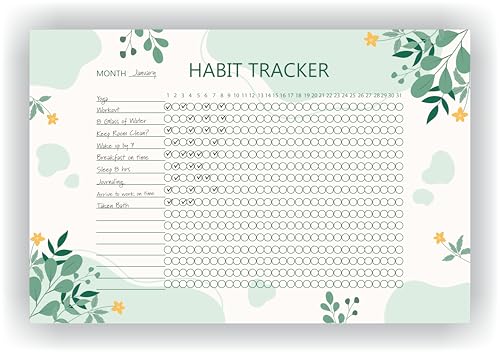 HABIT TRACKER
MONTH January
1 2 3 4 5 6 7 8 9 10 11 12 13 14 15 16 17 18 19 20 21 22 23 24 25 26 27 28 29 30 31
Yoga
Workout
8 Glass of Water
Keep Room Clean?
Wake up by 7
Breakfast on time
Sleep 8 hrs
Journaling
Arrive to work on time
Taken Bath